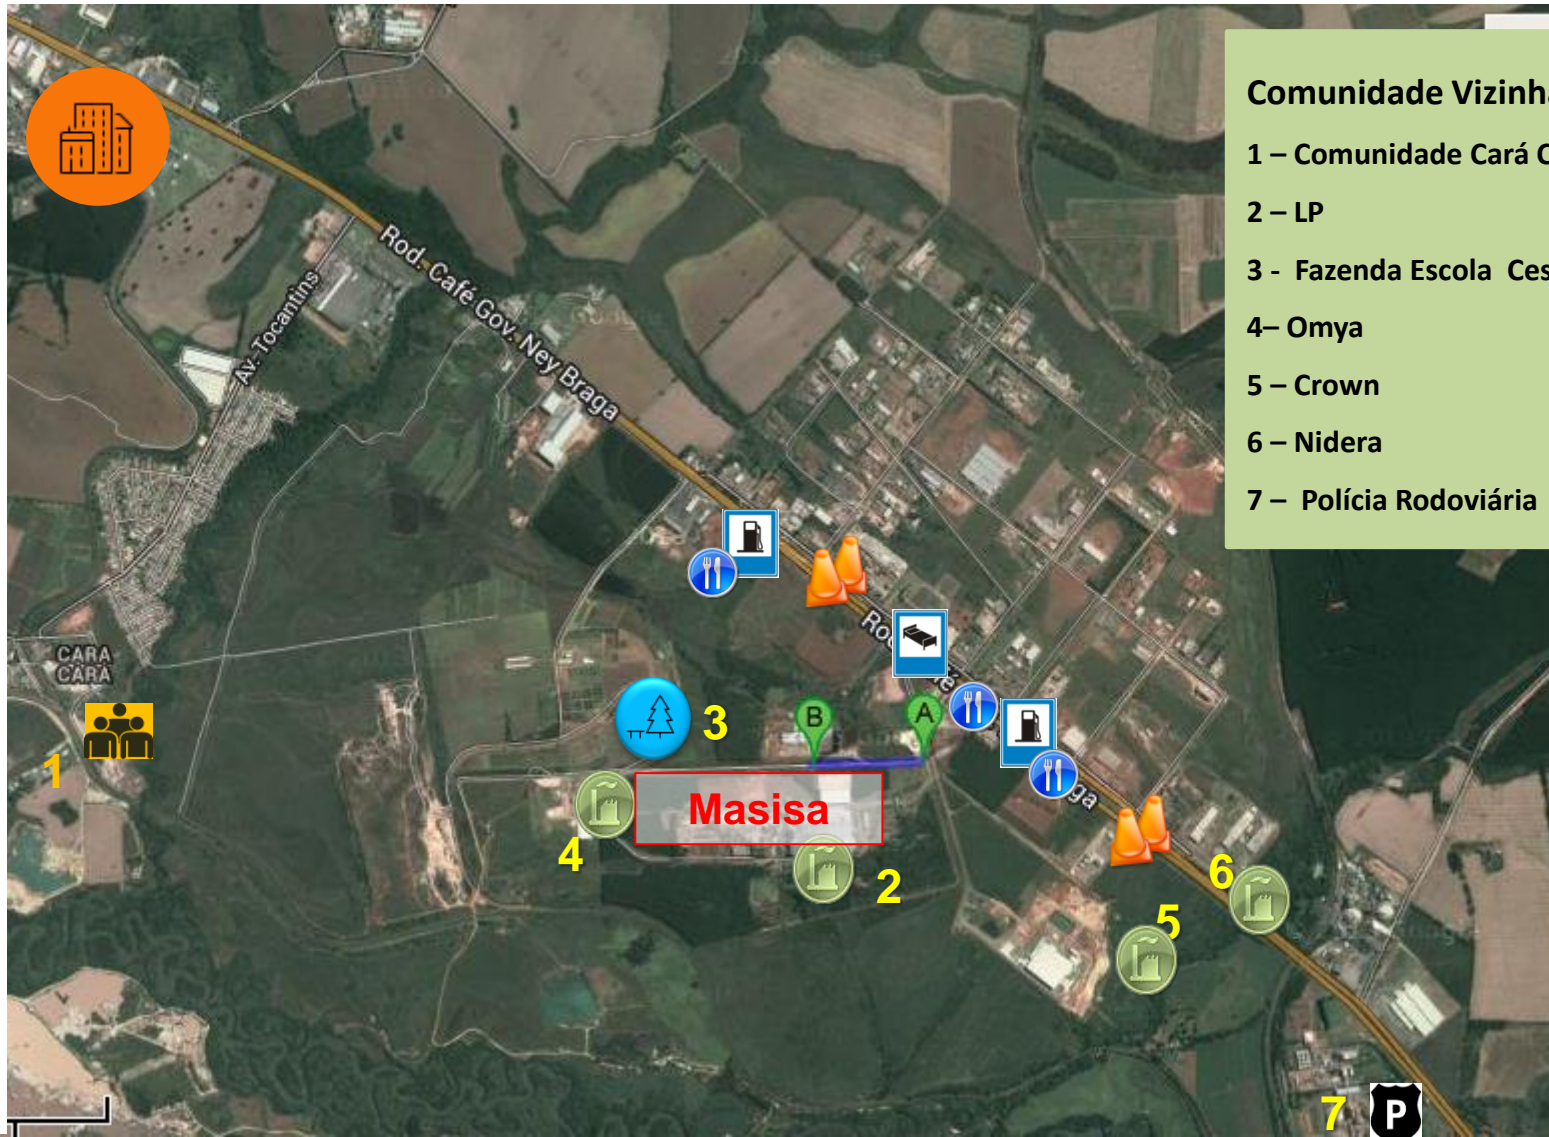 Comunidade Vizinha
1 – Comunidade Cará C
2 – LP
3 - Fazenda Escola Ces
4– Omya
5 – Crown
6 – Nidera
7 – Polícia Rodoviária
Rod. Café Gov. Ney Braga
Av. Tocantins
CARA
CARA
1
3
B
A
Masisa
4
2
6
5
7
P